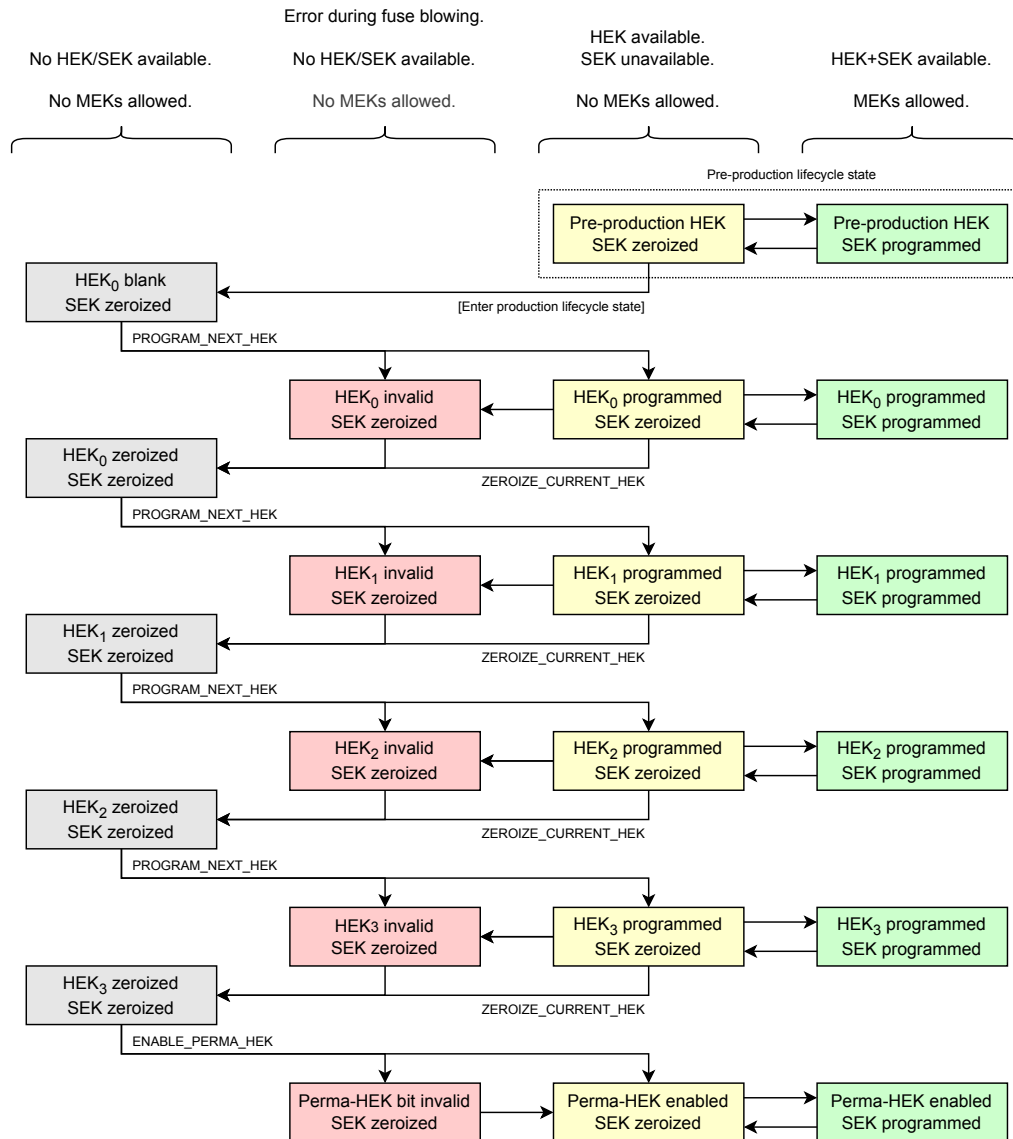 Error during fuse blowing.
No HEK/SEK available.
No HEK/SEK available.
HEK available.
SEK unavailable.
HEK+SEK available.
No MEKs allowed.
No MEKs allowed.
No MEKs allowed.
MEKs allowed.
Pre-production lifecycle state
Pre-production HEK
SEK zeroized
Pre-production HEK
SEK programmed
HEK0 blank
SEK zeroized
[Enter production lifecycle state]
PROGRAM_NEXT_HEK
HEK0 invalid
SEK zeroized
HEK0 programmed
SEK zeroized
HEK0 programmed
SEK programmed
HEK0 zeroized
SEK zeroized
ZEROIZE_CURRENT_HEK
PROGRAM_NEXT_HEK
HEK1 invalid
SEK zeroized
HEK1 programmed
SEK zeroized
HEK1 programmed
SEK programmed
HEK1 zeroized
SEK zeroized
ZEROIZE_CURRENT_HEK
PROGRAM_NEXT_HEK
HEK2 invalid
SEK zeroized
HEK2 programmed
SEK zeroized
HEK2 programmed
SEK programmed
HEK2 zeroized
SEK zeroized
ZEROIZE_CURRENT_HEK
PROGRAM_NEXT_HEK
HEK3 invalid
SEK zeroized
HEK3 programmed
SEK zeroized
HEK3 programmed
SEK programmed
HEK3 zeroized
SEK zeroized
ZEROIZE_CURRENT_HEK
ENABLE_PERMA_HEK
Perma-HEK bit invalid
SEK zeroized
Perma-HEK enabled
SEK zeroized
Perma-HEK enabled
SEK programmed